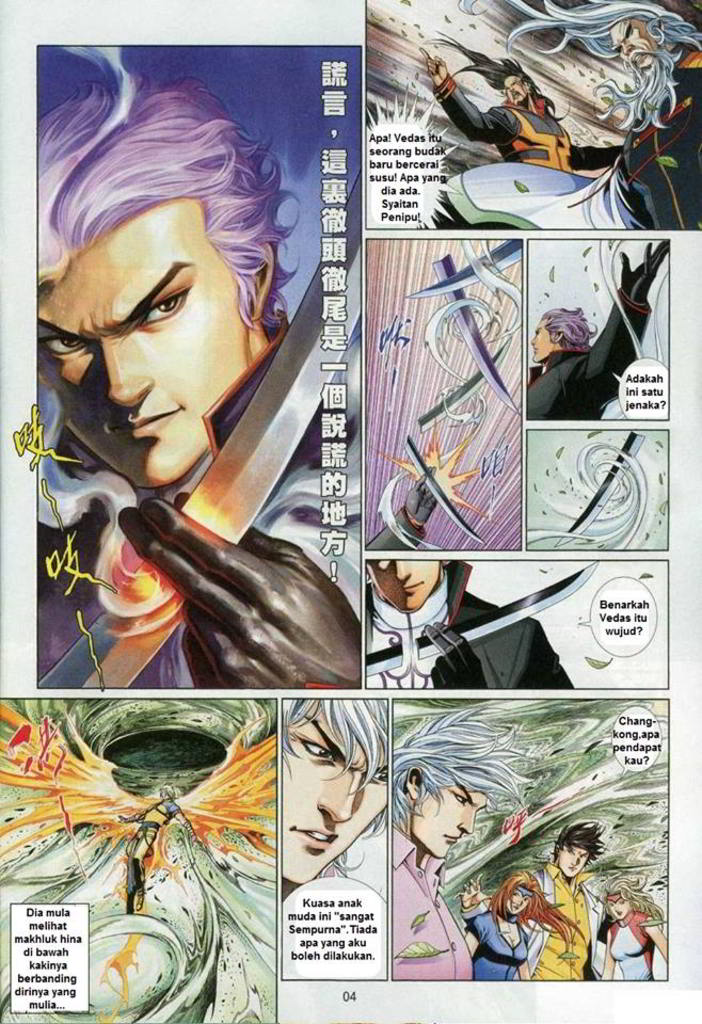 謊言，這裏徹頭徹尾是一個說謊的地方！
Apa! Vedas itu
seorang budak
baru bercerai
susu! Apa yang
dia ada.
Syaitan
Penipu!
Adakah
ini satu
jenaka?
Benarkah
Vedas itu
wujud?
Dia mula
melihat
makhluk hina
di bawah
kakinya
berbanding
dirinya yang
mulia...
Kuasa anak
muda ini "sangat
Sempurna".Tiada
apa yang aku
boleh dilakukan.
Chang-
kong,apa
pendapat
kau?
04